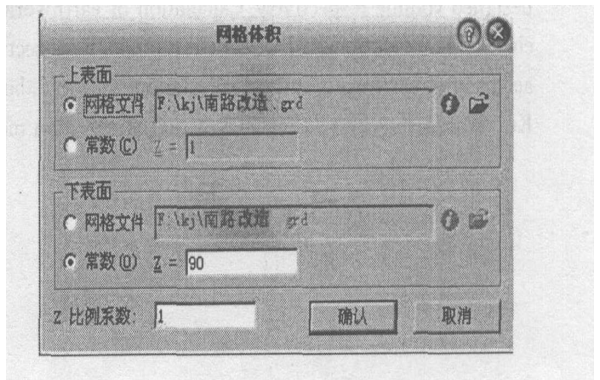 网格体积
上表面
网格文件 F:\kj\南路改造.grd
常数(C) Z = 1
下表面
网格文件 F:\kj\南路改造 grd
常数(O) Z = 90
Z 比例系数: 1 确认 取消